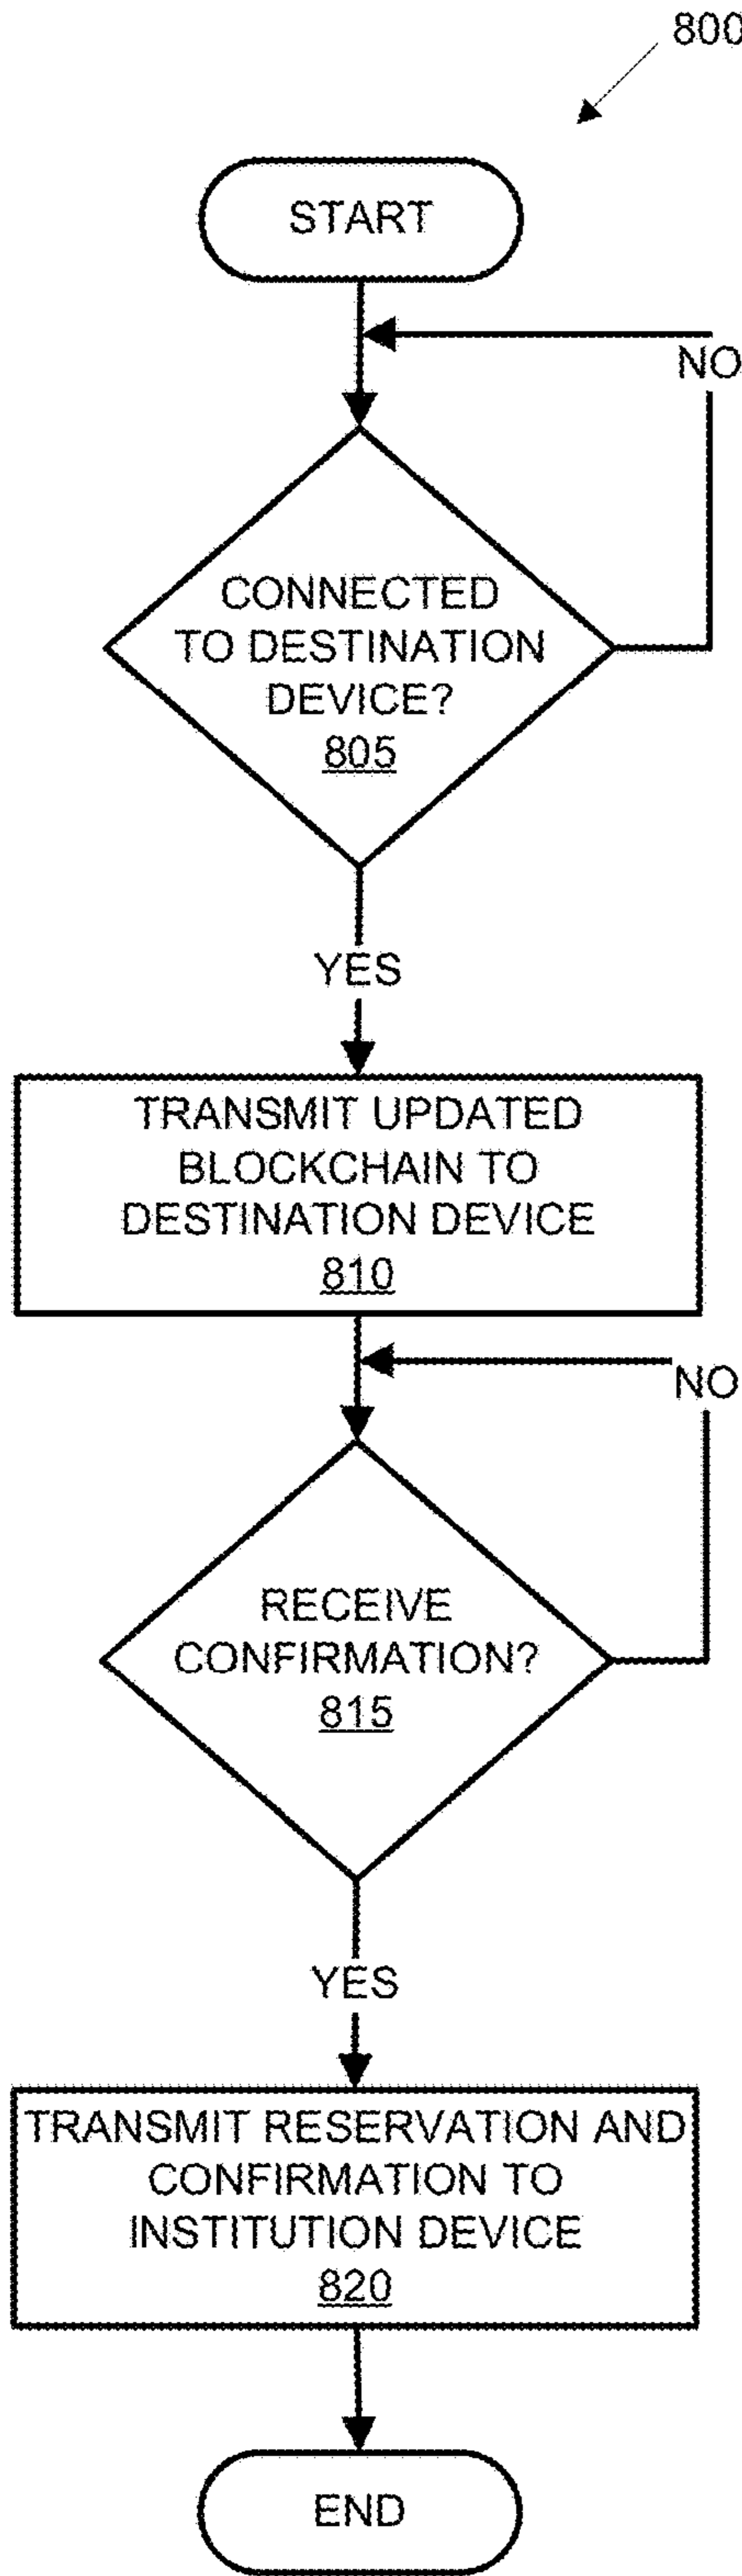 800
START
NO
CONNECTED
TO DESTINATION
DEVICE?
805
YES
TRANSMIT UPDATED
BLOCKCHAIN TO
DESTINATION DEVICE
810
NO
RECEIVE
CONFIRMATION?
815
YES
TRANSMIT RESERVATION AND
CONFIRMATION TO
INSTITUTION DEVICE
820
END